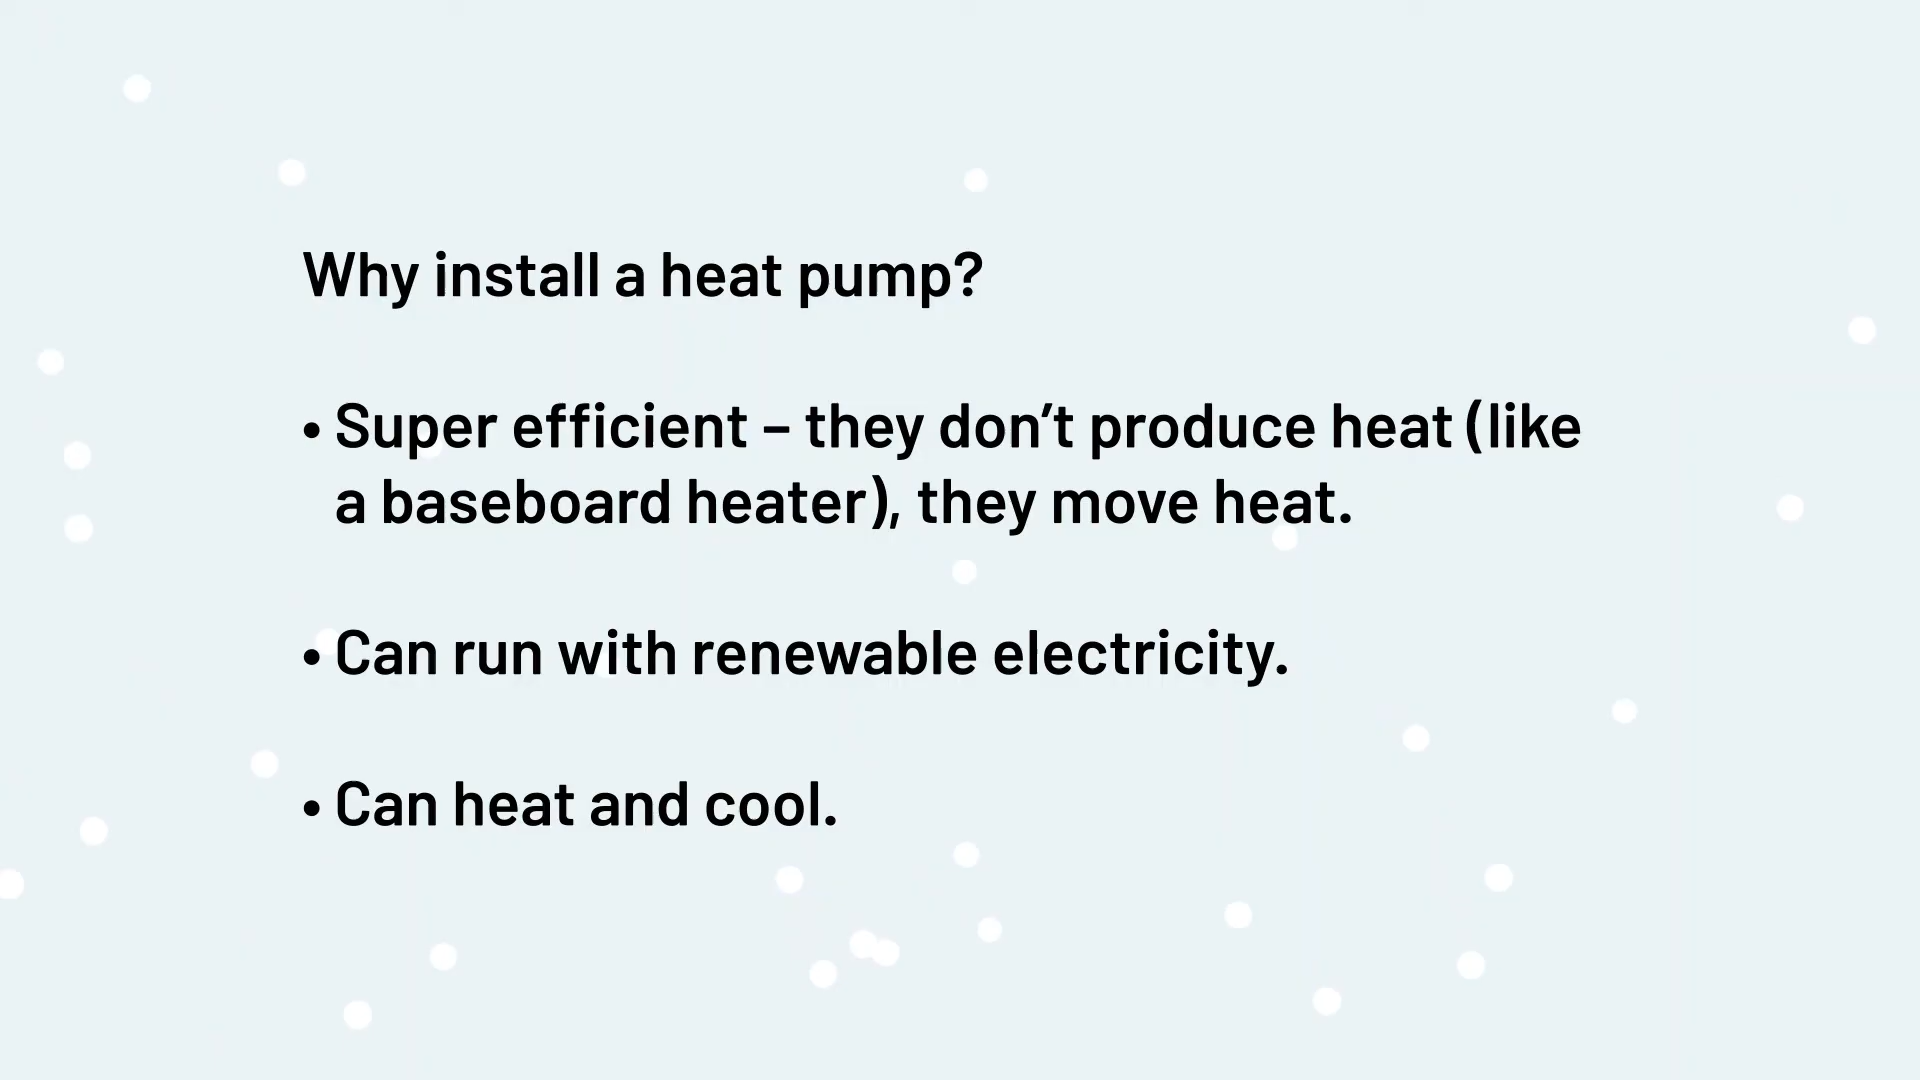 Why install a heat pump?
• Super efficient – they don’t produce heat (like
a baseboard heater), they move heat.
• Can run with renewable electricity.
• Can heat and cool.